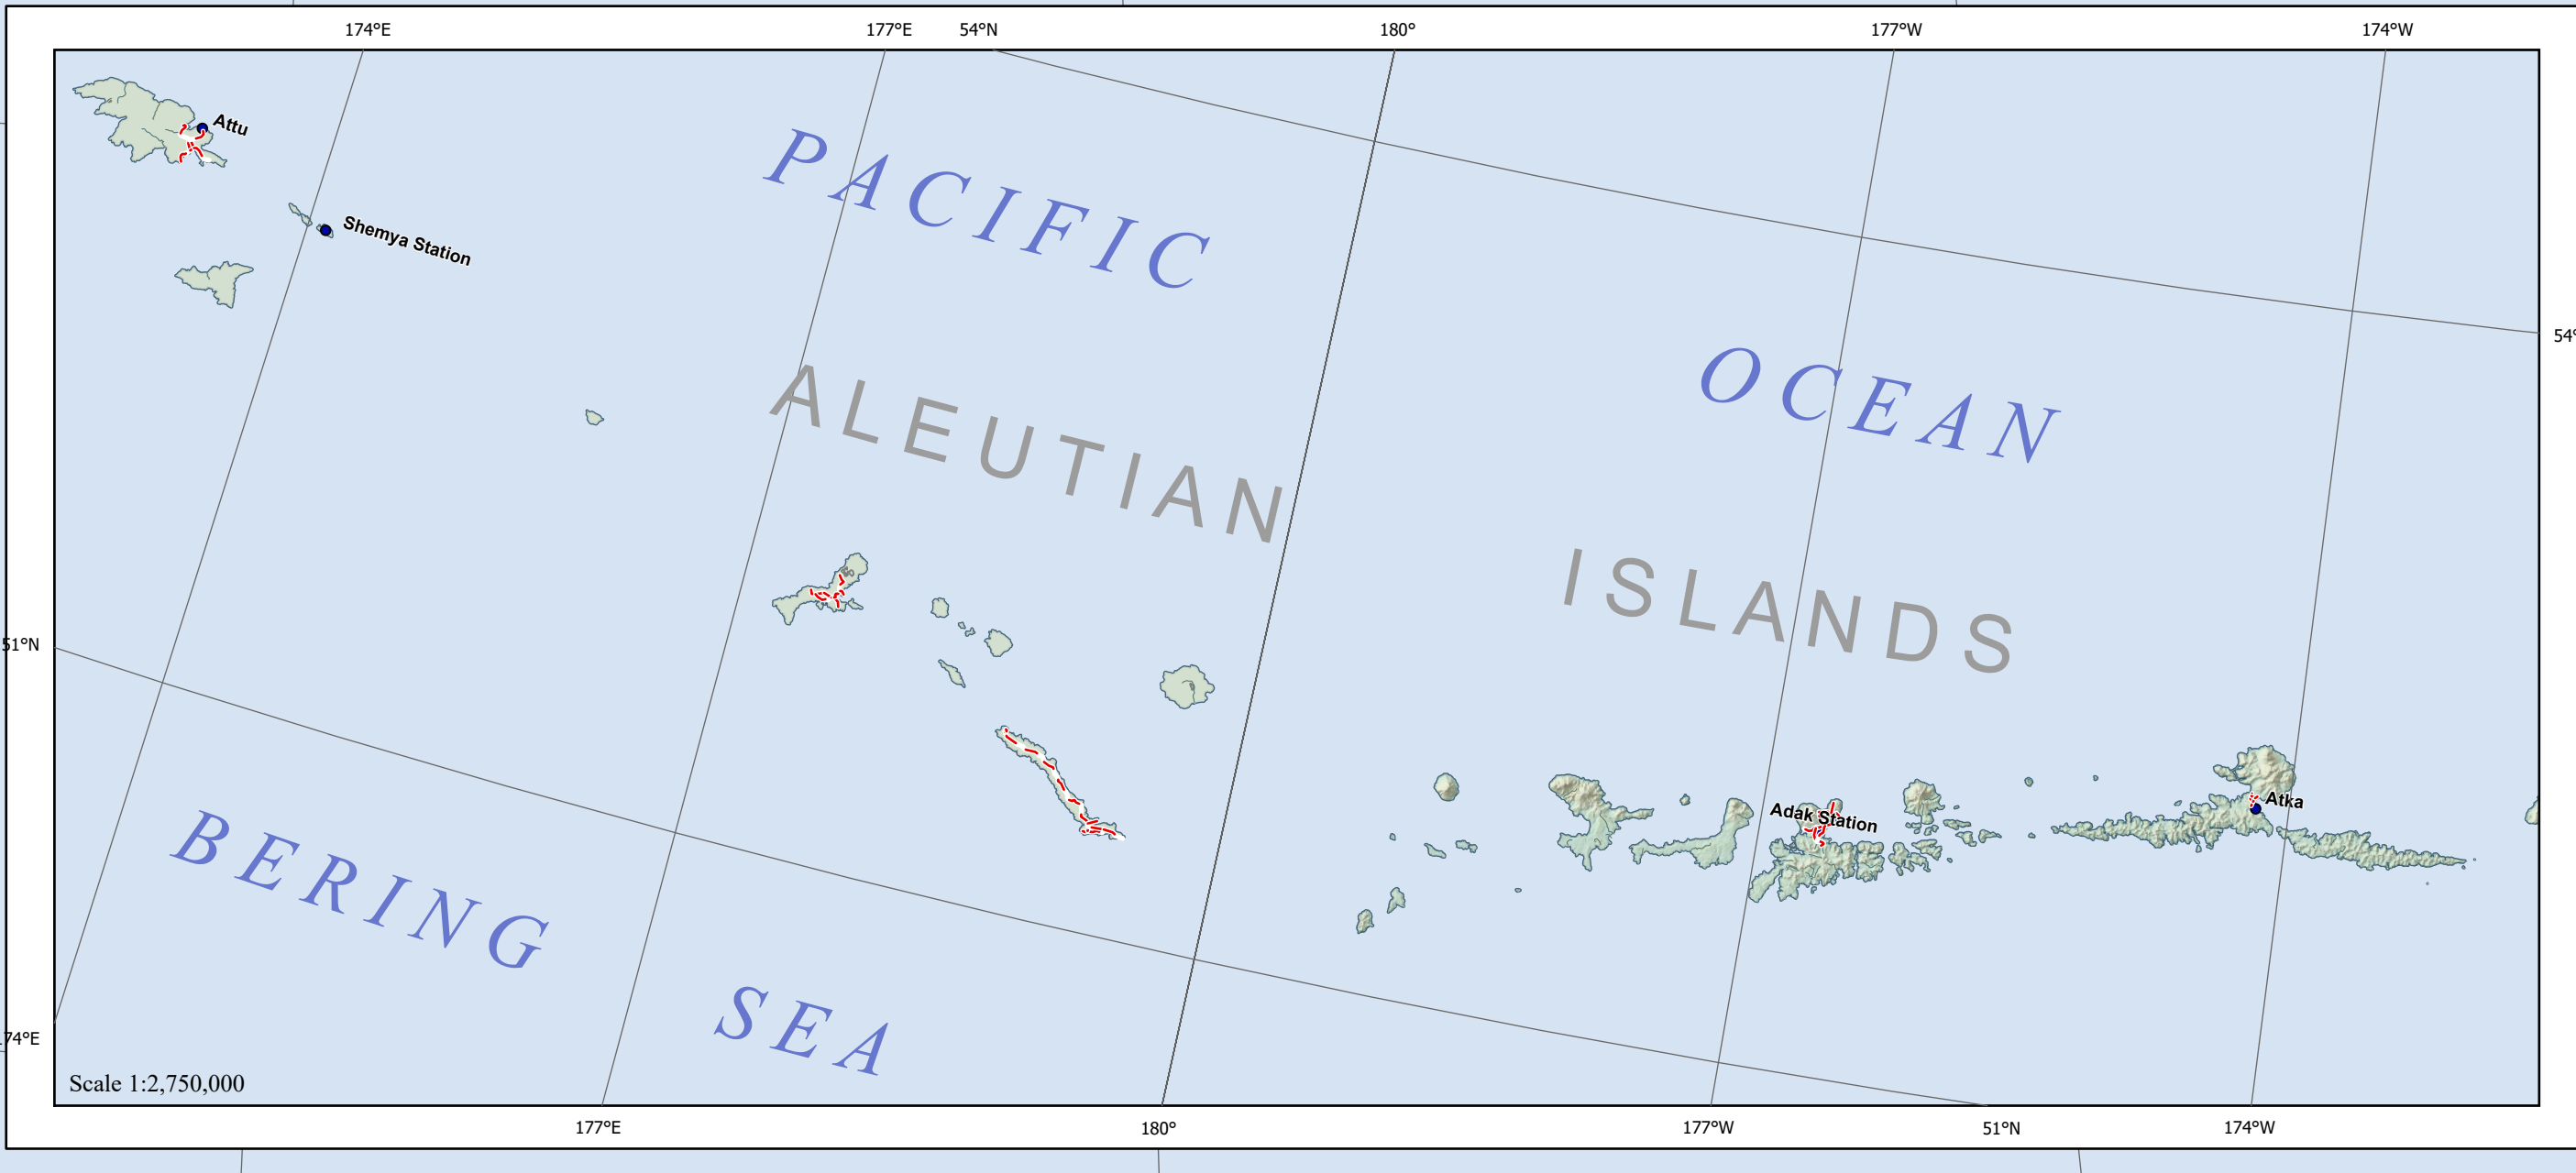 174°E 177°E 54°N 180° 177°W 174°W
Attu
Shemya Station
PACIFIC
OCEAN
54°
ALEUTIAN
ISLANDS
51°N
Adak Station
Atka
BERING
SEA
74°E
Scale 1:2,750,000
177°E 180° 177°W 51°N 174°W